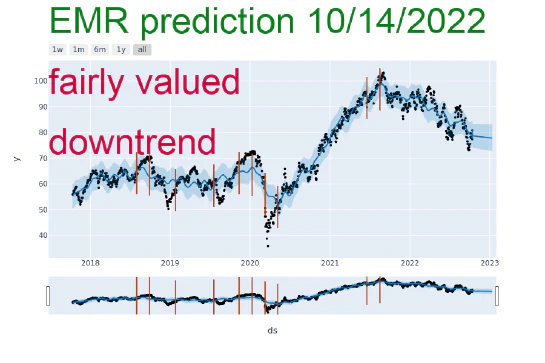 EMR prediction 10/14/2022
1w 1m 6m 1y all
fairly valued
downtrend
100
90
80
70
60
50
40
y
2018 2019 2020 2021 2022 2023
ds